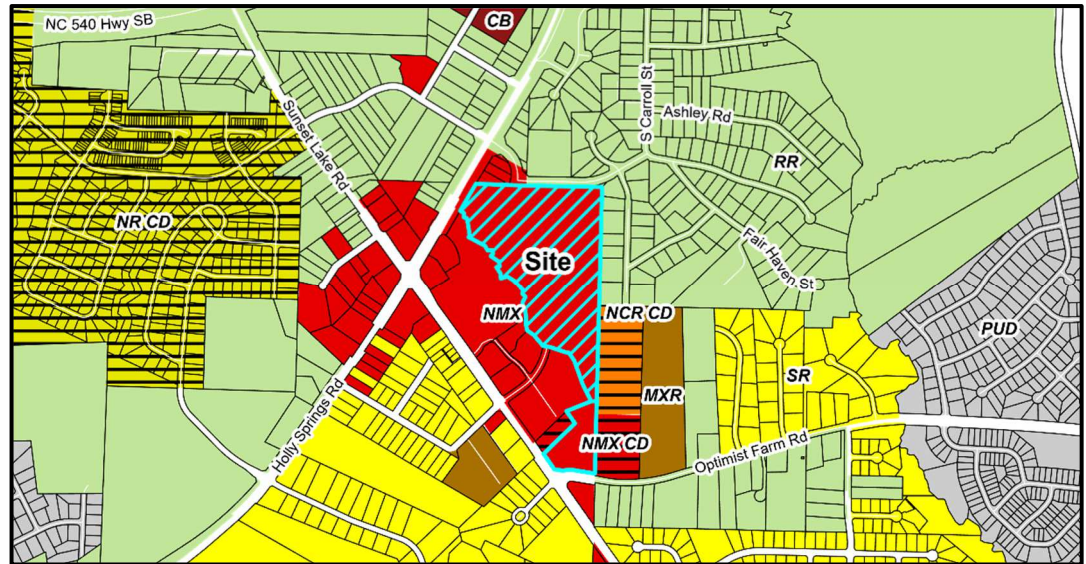 NC 540 Hwy SB
CB
Sunset Lake Rd
S Carroll St
Ashley Rd
RR
NR CD
Site
Fair Haven St
NMX
NCR CD
PUD
SR
MXR
Holly Springs Rd
NMX CD
Optimist Farm Rd